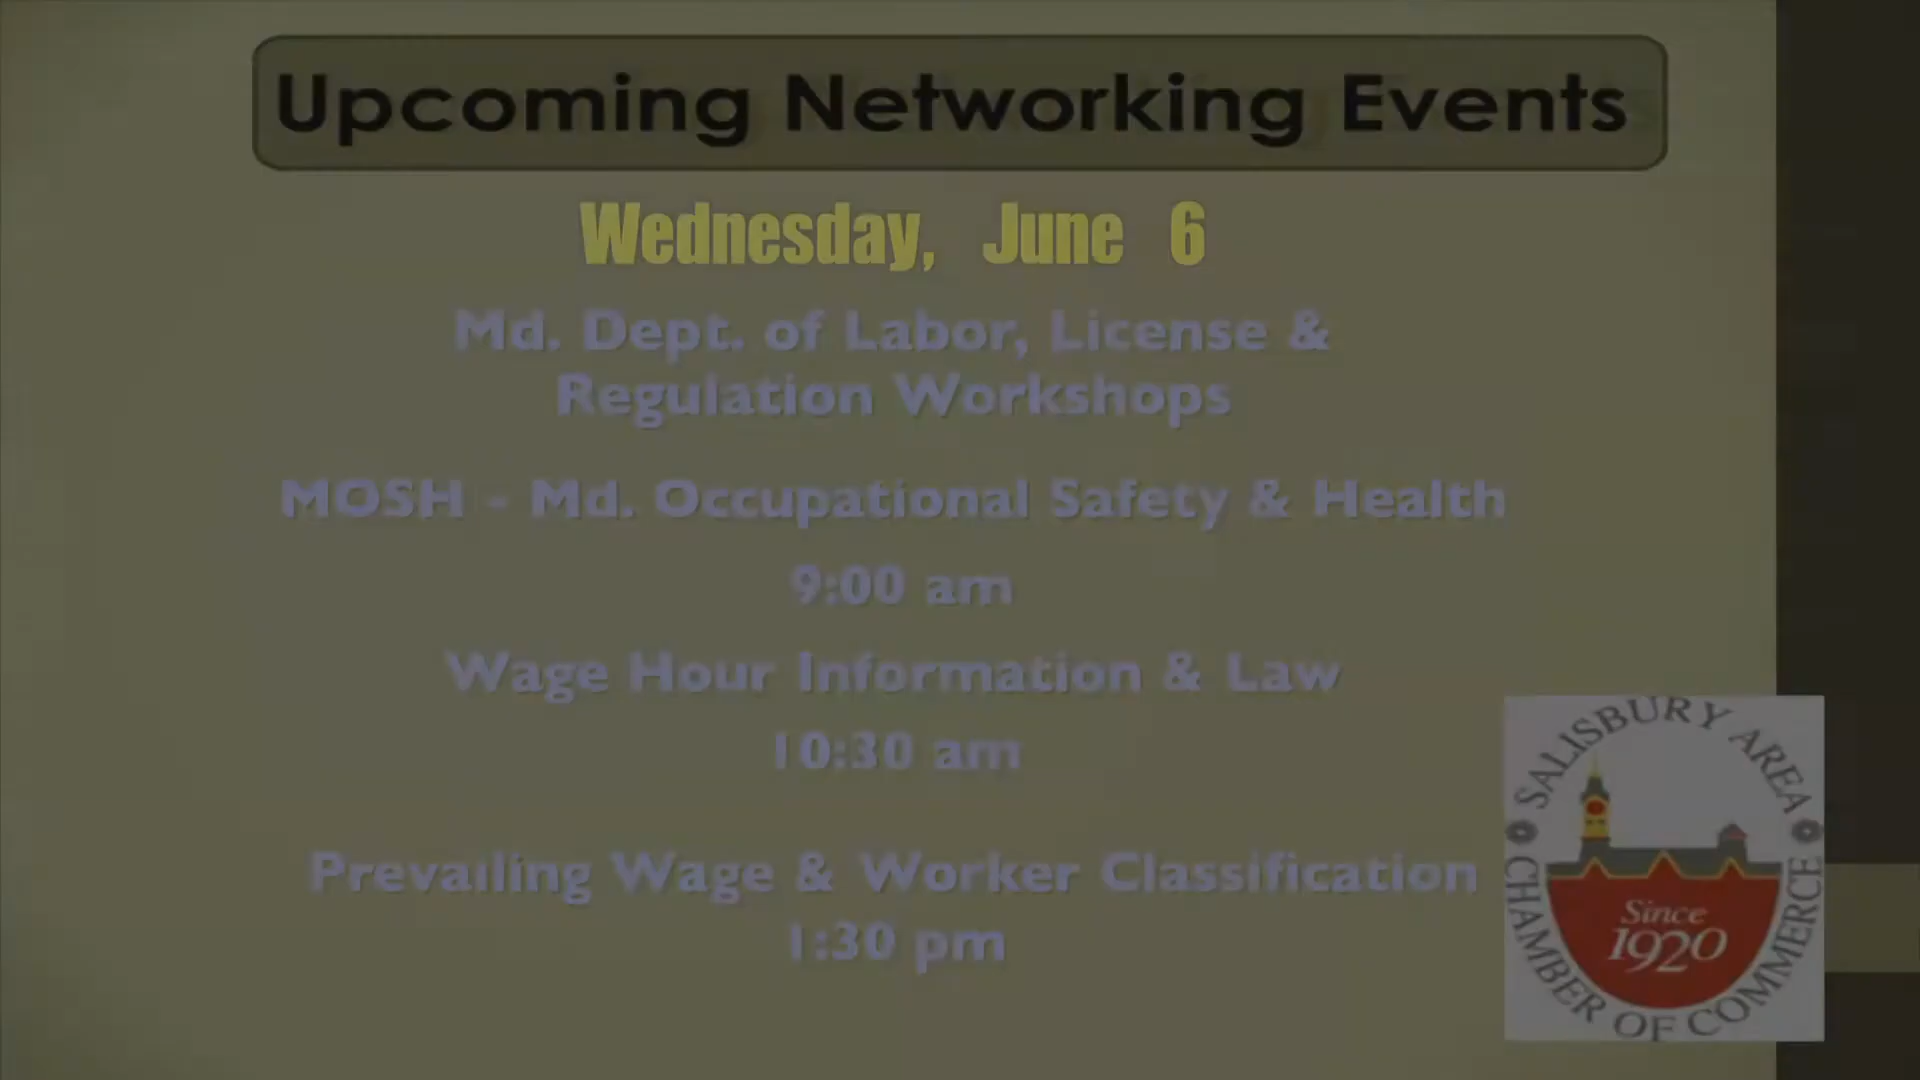 Upcoming Networking Events
Wednesday, June 6
Md. Dept. of Labor, License &
Regulation Workshops
MOSH - Md. Occupational Safety & Health
9:00 am
Wage Hour Information & Law
10:30 am
Prevailing Wage & Worker Classification
1:30 pm
SALISBURY AREA
CHAMBER OF COMMERCE
Since
1920